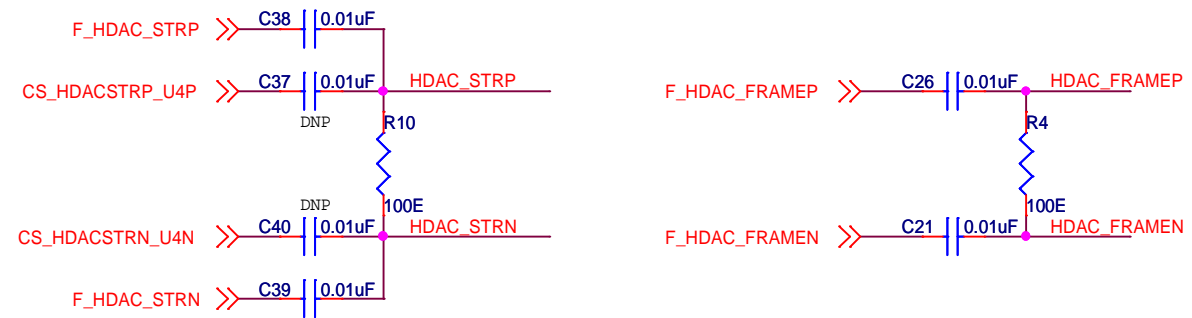 F_HDAC_STRP C38 0.01uF
CS_HDACSTRP_U4P C37 0.01uF HDAC_STRP
DNP R10
DNP
100E
CS_HDACSTRN_U4N C40 0.01uF HDAC_STRN
F_HDAC_STRN C39 0.01uF
F_HDAC_FRAMEP C26 0.01uF HDAC_FRAMEP
R4
100E
F_HDAC_FRAMEN C21 0.01uF HDAC_FRAMEN